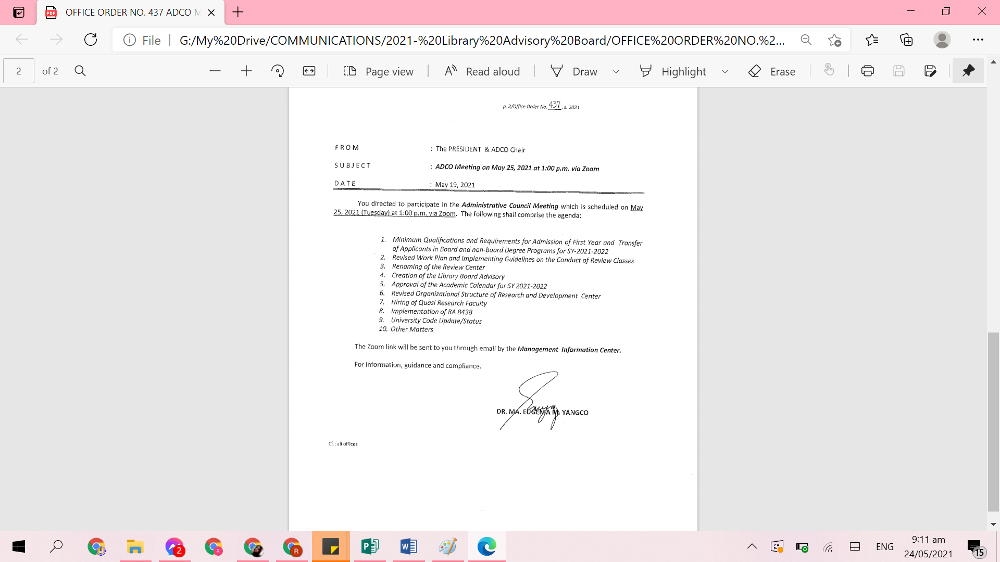 OFFICE ORDER NO. 437 ADCO M
File
G:/My%20Drive/COMMUNICATIONS/2021-%20Library%20Advisory%20Board/OFFICE%20ORDER%20NO.%2...
2 of 2
Page view
Read aloud
Draw
Highlight
Erase
p. 2/Office Order No. 437, s. 2021
FROM : The PRESIDENT & ADCO Chair
SUBJECT : ADCO Meeting on May 25, 2021 at 1:00 p.m. via Zoom
DATE : May 19, 2021
You directed to participate in the Administrative Council Meeting which is scheduled on May
25, 2021 (Tuesday) at 1:00 p.m. via Zoom. The following shall comprise the agenda:
1. Minimum Qualifications and Requirements for Admission of First Year and Transfer
of Applicants in Board and non-board Degree Programs for SY-2021-2022
2. Revised Work Plan and Implementing Guidelines on the Conduct of Review Classes
3. Renaming of the Review Center
4. Creation of the Library Board Advisory
5. Approval of the Academic Calendar for SY 2021-2022
6. Revised Organizational Structure of Research and Development Center
7. Hiring of Quasi Research Faculty
8. Implementation of RA 8438
9. University Code Update/Status
10. Other Matters
The Zoom link will be sent to you through email by the Management Information Center.
For information, guidance and compliance.
DR. MA. EUGENIA M. YANGCO
Cf.: all offices
2
R
R
ENG
9:11 am
24/05/2021
15